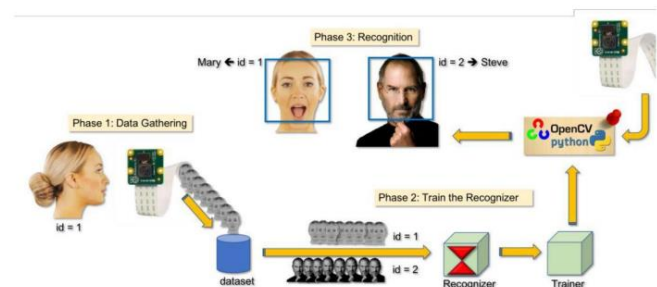 Phase 3: Recognition
Mary ← id = 1
id = 2 → Steve
Phase 1: Data Gathering
OpenCV
python
id = 1
Phase 2: Train the Recognizer
id = 1
id = 2
dataset
Recognizer
Trainer